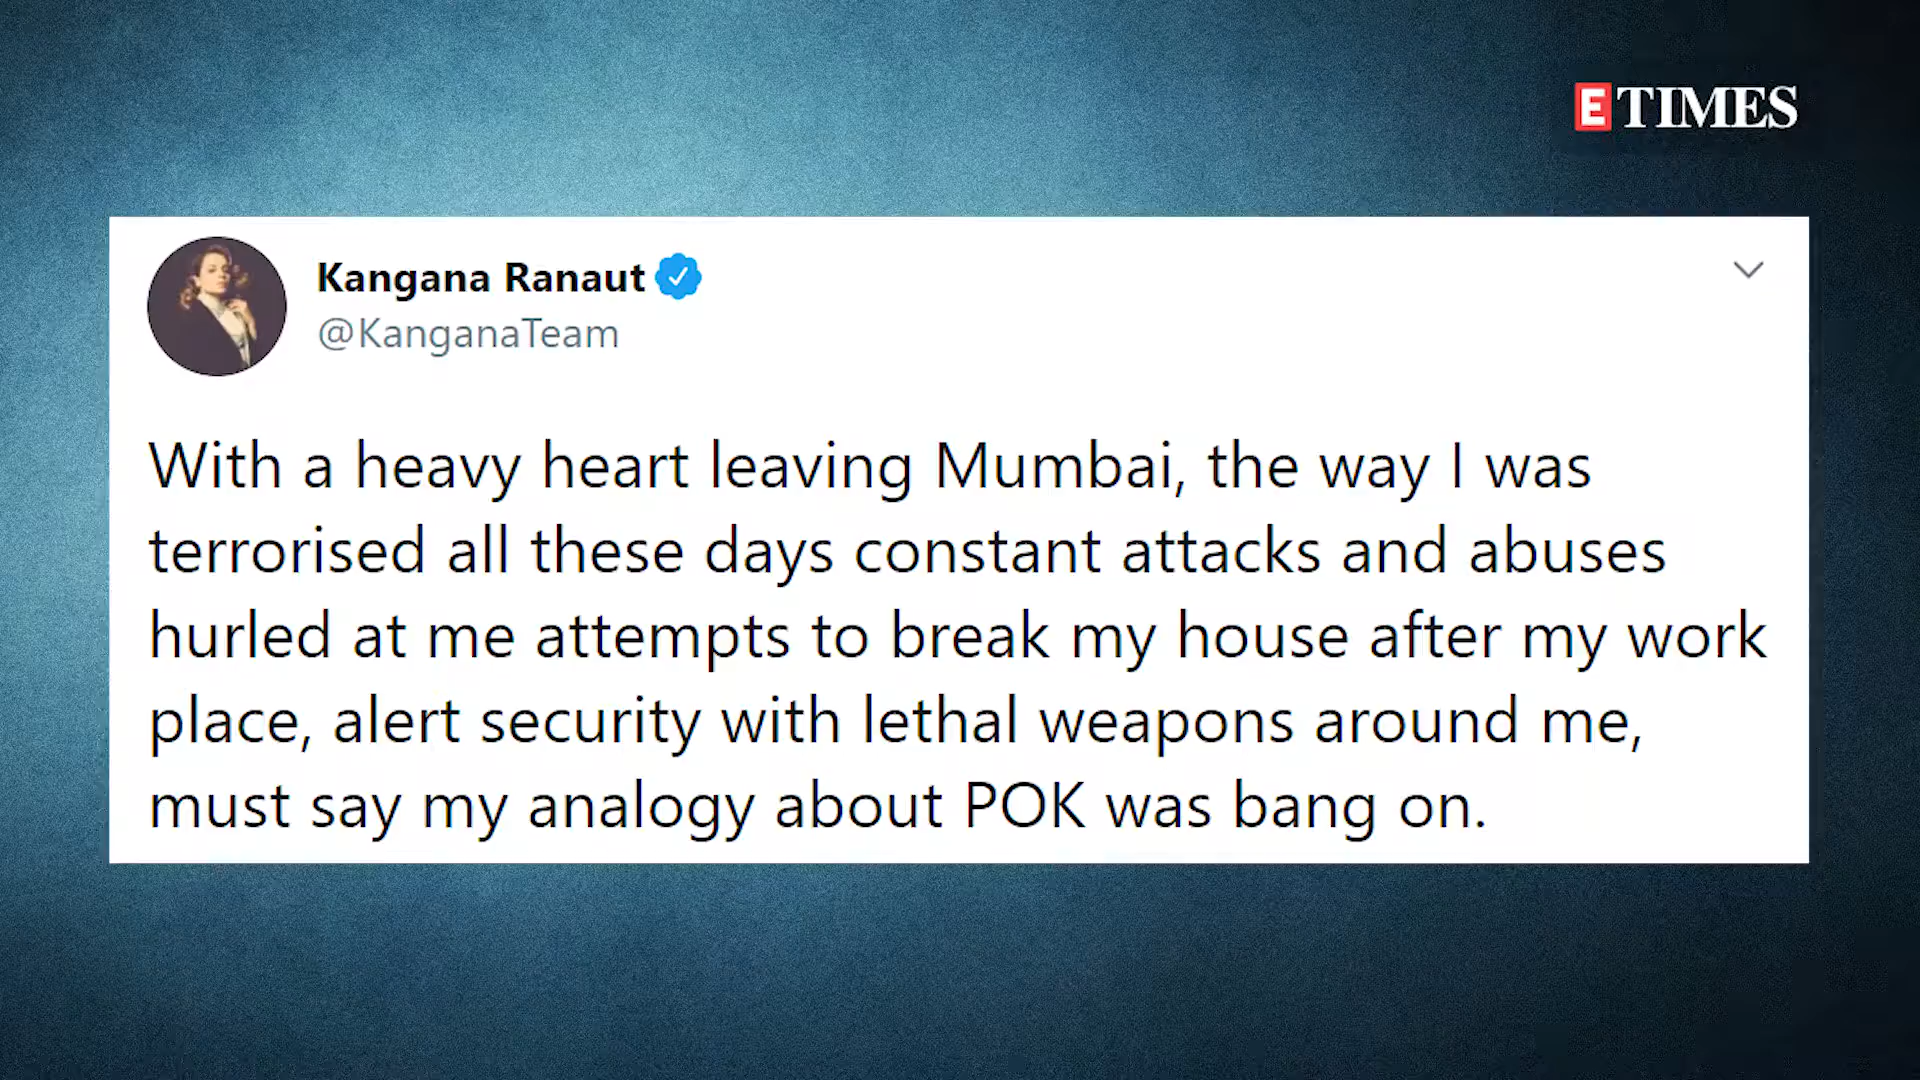 E TIMES
Kangana Ranaut
@KanganaTeam
With a heavy heart leaving Mumbai, the way I was
terrorised all these days constant attacks and abuses
hurled at me attempts to break my house after my work
place, alert security with lethal weapons around me,
must say my analogy about POK was bang on.